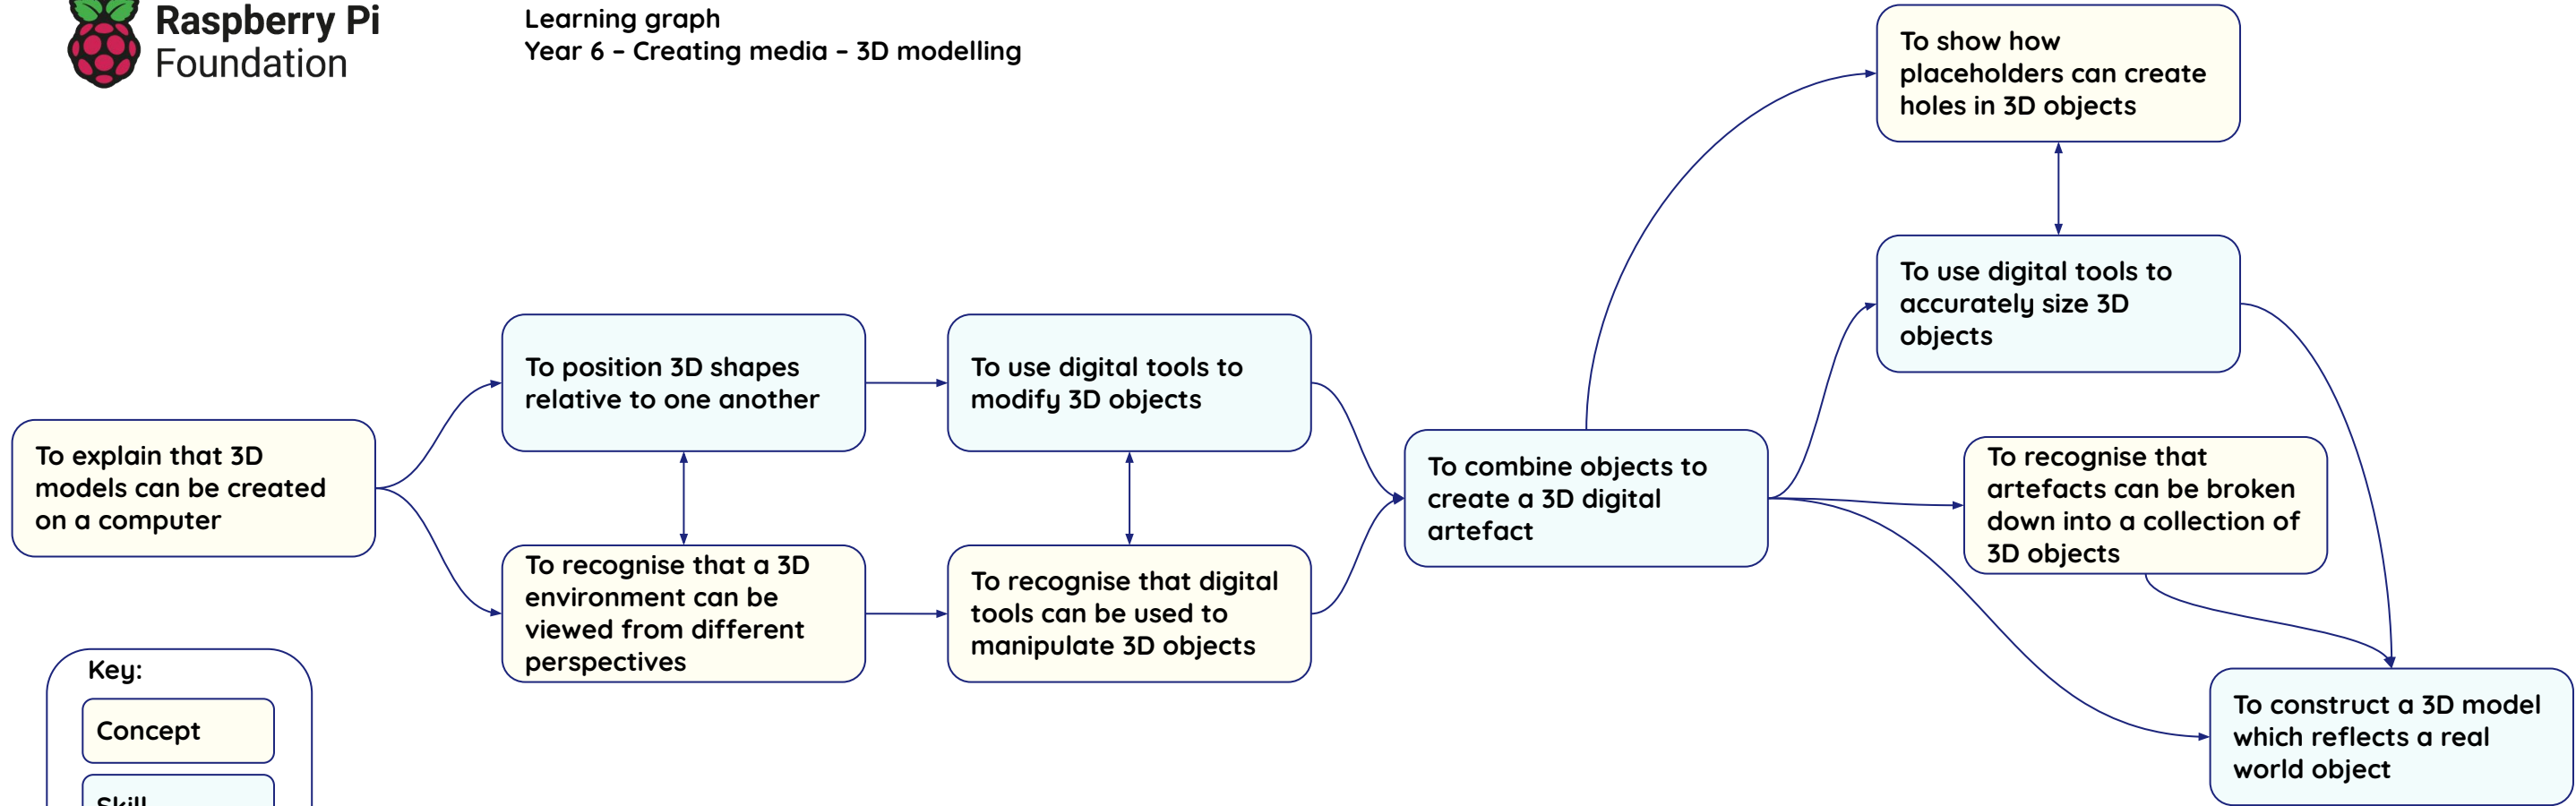 Raspberry Pi
Foundation
Learning graph
Year 6 – Creating media – 3D modelling
To show how
placeholders can create
holes in 3D objects
To use digital tools to
accurately size 3D
objects
To position 3D shapes
relative to one another
To use digital tools to
modify 3D objects
To explain that 3D
models can be created
on a computer
To combine objects to
create a 3D digital
artefact
To recognise that
artefacts can be broken
down into a collection of
3D objects
To recognise that a 3D
environment can be
viewed from different
perspectives
To recognise that digital
tools can be used to
manipulate 3D objects
To construct a 3D model
which reflects a real
world object
Key:
Concept
Skill